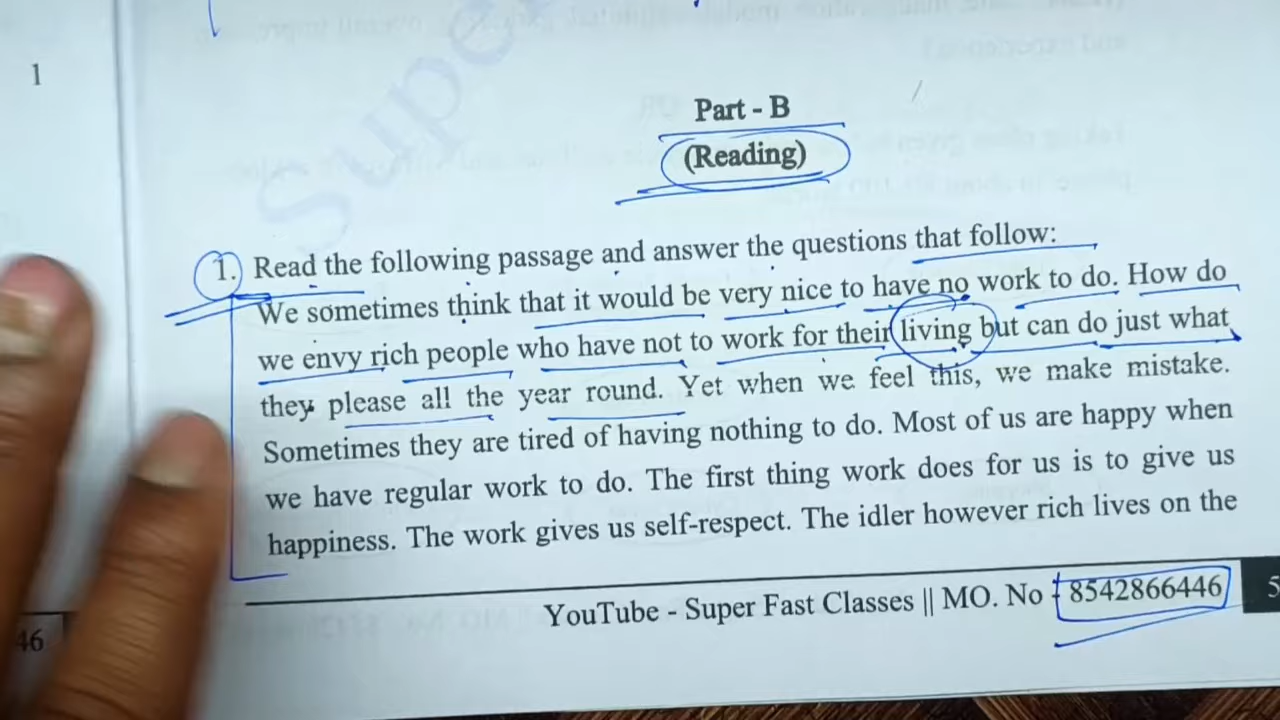 1
Part - B
(Reading)
Super
1. Read the following passage and answer the questions that follow:
We sometimes think that it would be very nice to have no work to do. How do
we envy rich people who have not to work for their living but can do just what
they please all the year round. Yet when we feel this, we make mistake.
Sometimes they are tired of having nothing to do. Most of us are happy when
we have regular work to do. The first thing work does for us is to give us
happiness. The work gives us self-respect. The idler however rich lives on the
YouTube - Super Fast Classes || MO. No - 8542866446
5
46